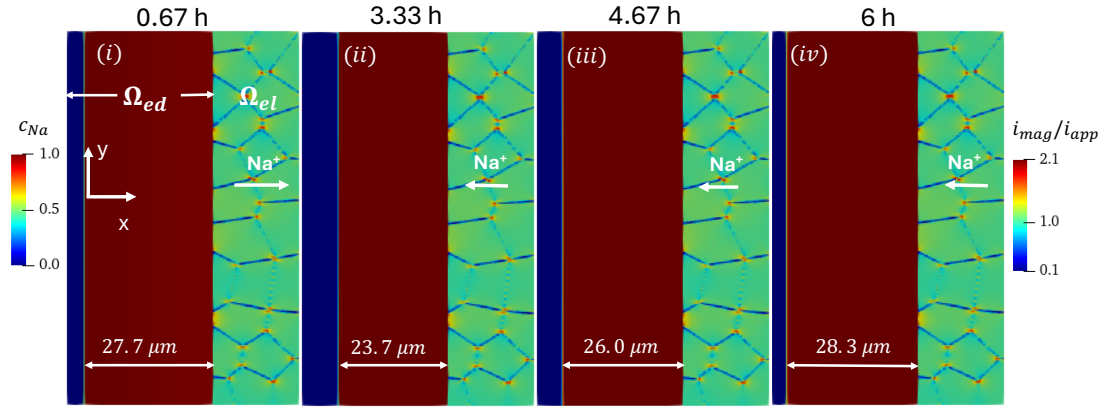 0.67 h
3.33 h
4.67 h
6 h
(i)
(ii)
(iii)
(iv)
Ω_ed
Ω_el
c_Na
1.0
0.5
0.0
y
x
Na⁺
Na⁺
Na⁺
Na⁺
i_mag/i_app
2.1
1.0
0.1
27.7 μm
23.7 μm
26.0 μm
28.3 μm